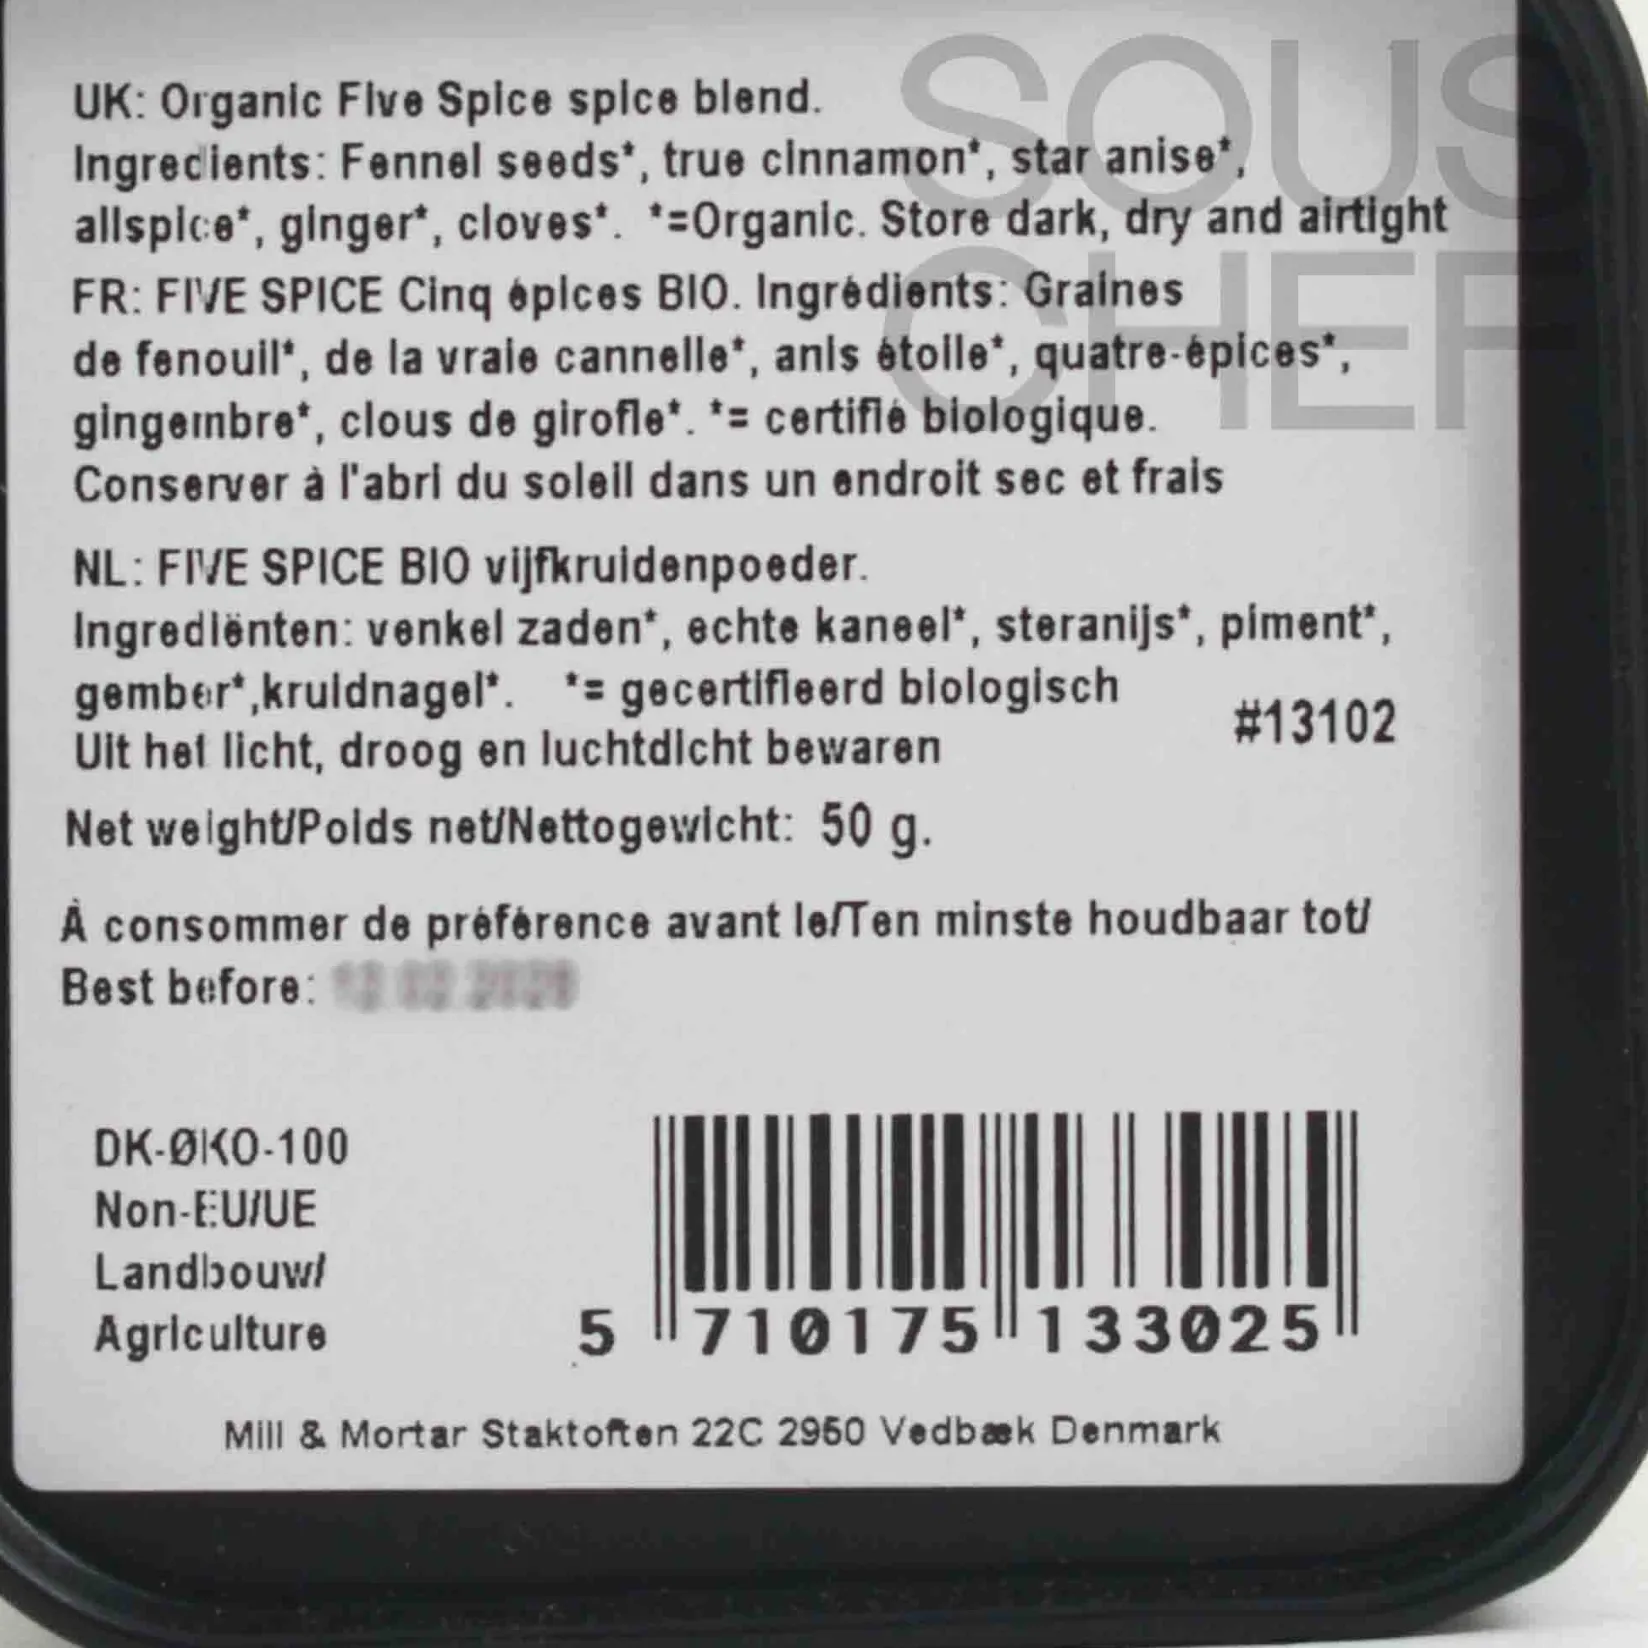 SOUS
CHEF
UK: Organic Five Spice spice blend.
Ingredients: Fennel seeds*, true cinnamon*, star anise*,
allspice*, ginger*, cloves*. *=Organic. Store dark, dry and airtight
FR: FIVE SPICE Cinq épices BIO. Ingrédients: Graines
de fenouil*, de la vraie cannelle*, anis étoile*, quatre-épices*,
gingembre*, clous de girofle*. *= certifié biologique.
Conserver à l'abri du soleil dans un endroit sec et frais
NL: FIVE SPICE BIO vijfkruidenpoeder.
Ingrediënten: venkel zaden*, echte kaneel*, steranijs*, piment*,
gember*,kruidnagel*. *= gecertifieerd biologisch
#13102
Uit het licht, droog en luchtdicht bewaren
Net weight/Poids net/Nettogewicht: 50 g.
À consommer de préférence avant le/Ten minste houdbaar tot/
Best before:
DK-ØKO-100
Non-EU/UE
Landbouw/
Agriculture
5 710175 133025
Mill & Mortar Staktoften 22C 2950 Vedbæk Denmark